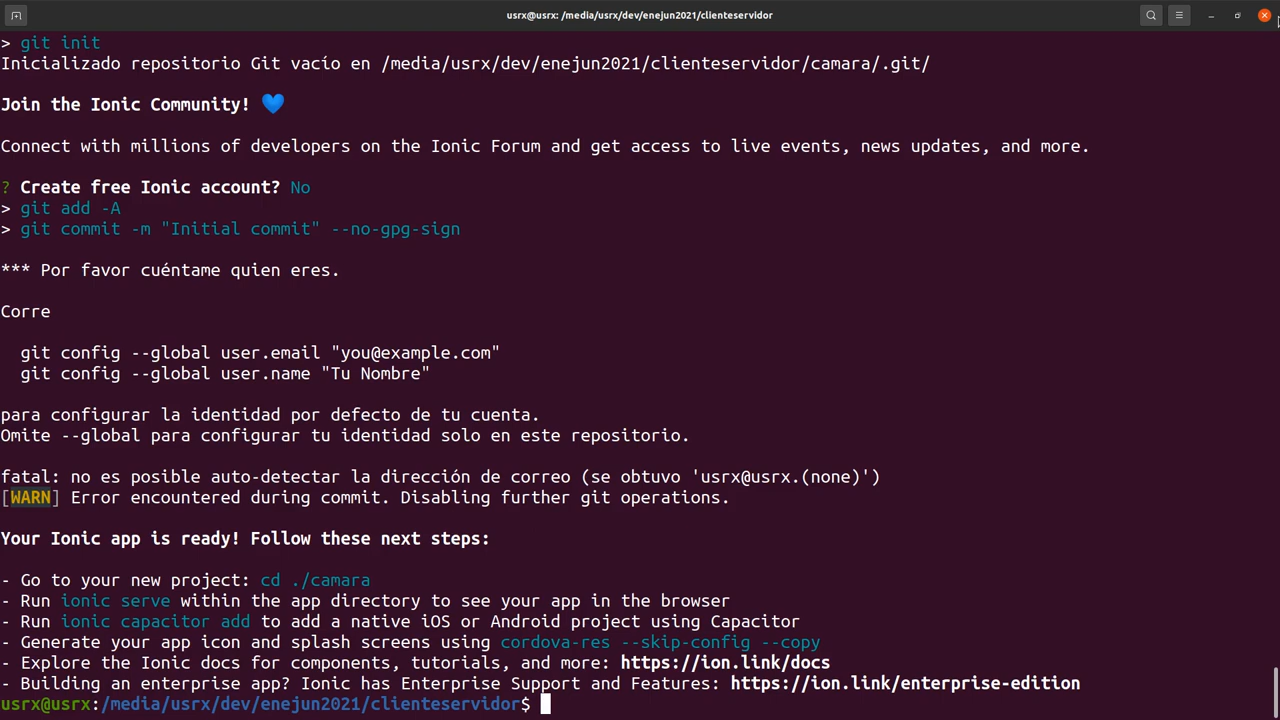 usrx@usrx: /media/usrx/dev/enejun2021/clienteservidor
> git init
Inicializado repositorio Git vacío en /media/usrx/dev/enejun2021/clienteservidor/camara/.git/
Join the Ionic Community! 💙
Connect with millions of developers on the Ionic Forum and get access to live events, news updates, and more.
? Create free Ionic account? No
> git add -A
> git commit -m "Initial commit" --no-gpg-sign
*** Por favor cuéntame quien eres.
Corre
git config --global user.email "you@example.com"
git config --global user.name "Tu Nombre"
para configurar la identidad por defecto de tu cuenta.
Omite --global para configurar tu identidad solo en este repositorio.
fatal: no es posible auto-detectar la dirección de correo (se obtuvo 'usrx@usrx.(none)')
[WARN] Error encountered during commit. Disabling further git operations.
Your Ionic app is ready! Follow these next steps:
- Go to your new project: cd ./camara
- Run ionic serve within the app directory to see your app in the browser
- Run ionic capacitor add to add a native iOS or Android project using Capacitor
- Generate your app icon and splash screens using cordova-res --skip-config --copy
- Explore the Ionic docs for components, tutorials, and more: https://ion.link/docs
- Building an enterprise app? Ionic has Enterprise Support and Features: https://ion.link/enterprise-edition
usrx@usrx:/media/usrx/dev/enejun2021/clienteservidor$